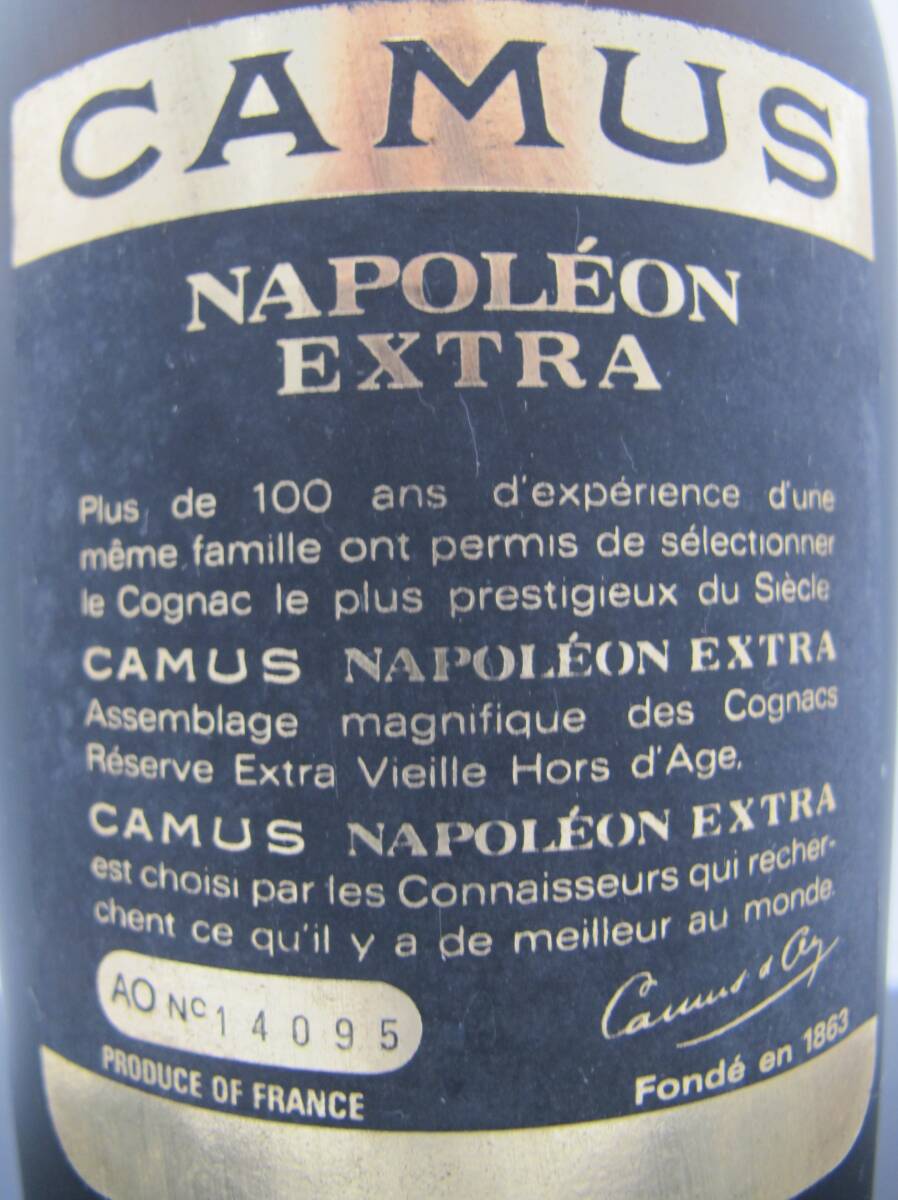 CAMUS
NAPOLÉON
EXTRA
Plus de 100 ans d'expérience d'une
même famille ont permis de sélectionner
le Cognac le plus prestigieux du Siècle
CAMUS NAPOLÉON EXTRA
Assemblage magnifique des Cognacs
Réserve Extra Vieille Hors d'Age.
CAMUS NAPOLÉON EXTRA
est choisi par les Connaisseurs qui recher-
chent ce qu'il y a de meilleur au monde.
AO Nº 14095
Camus & Cie
PRODUCE OF FRANCE
Fondé en 1863